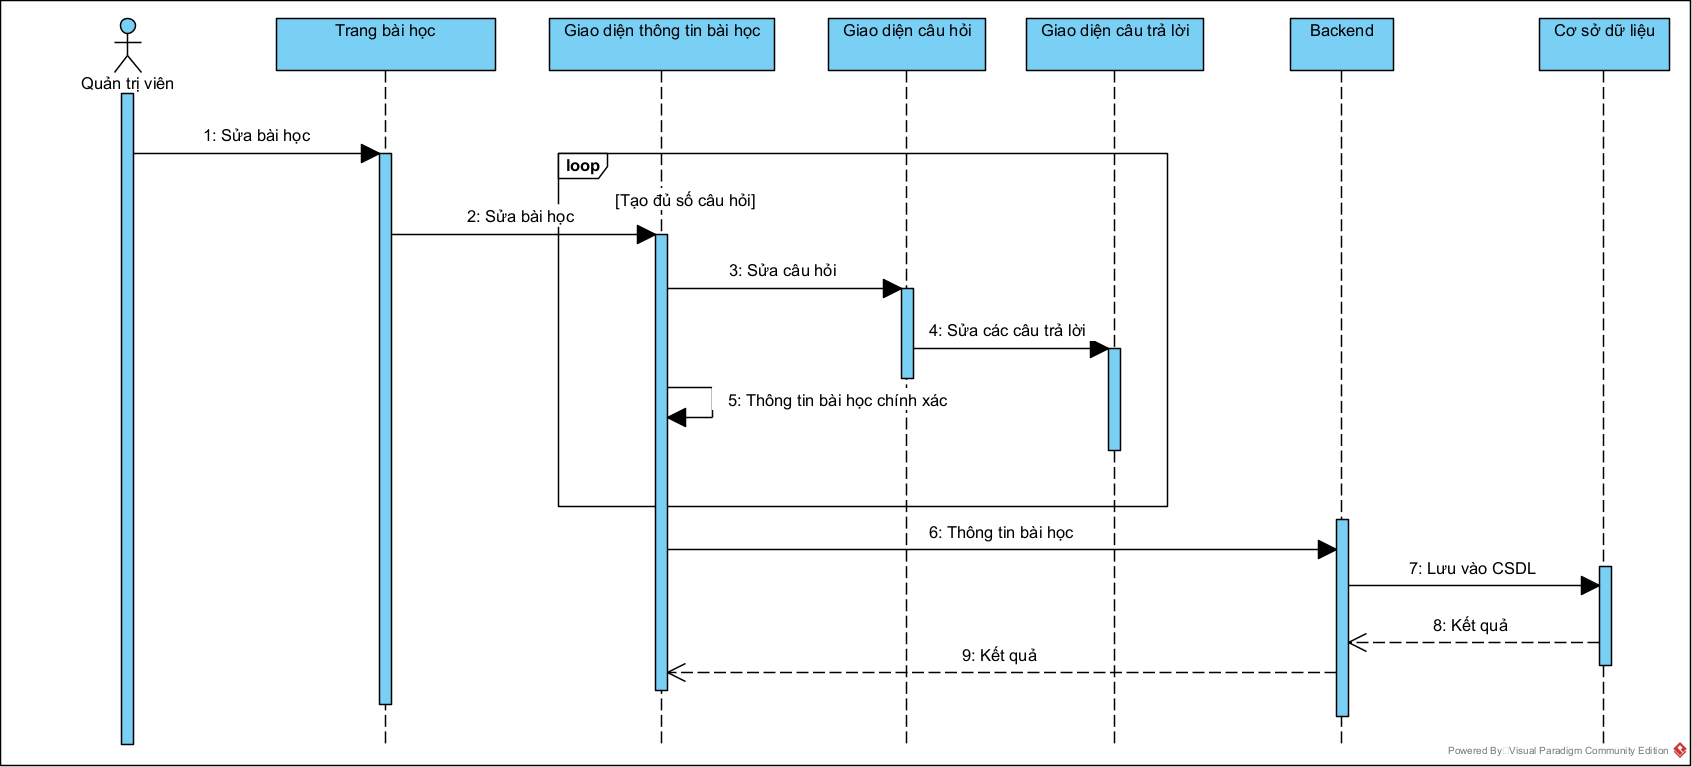 Quản trị viên
Trang bài học
Giao diện thông tin bài học
Giao diện câu hỏi
Giao diện câu trả lời
Backend
Cơ sở dữ liệu
1: Sửa bài học
loop
[Tạo đủ số câu hỏi]
2: Sửa bài học
3: Sửa câu hỏi
4: Sửa các câu trả lời
5: Thông tin bài học chính xác
6: Thông tin bài học
7: Lưu vào CSDL
8: Kết quả
9: Kết quả
Powered By Visual Paradigm Community Edition